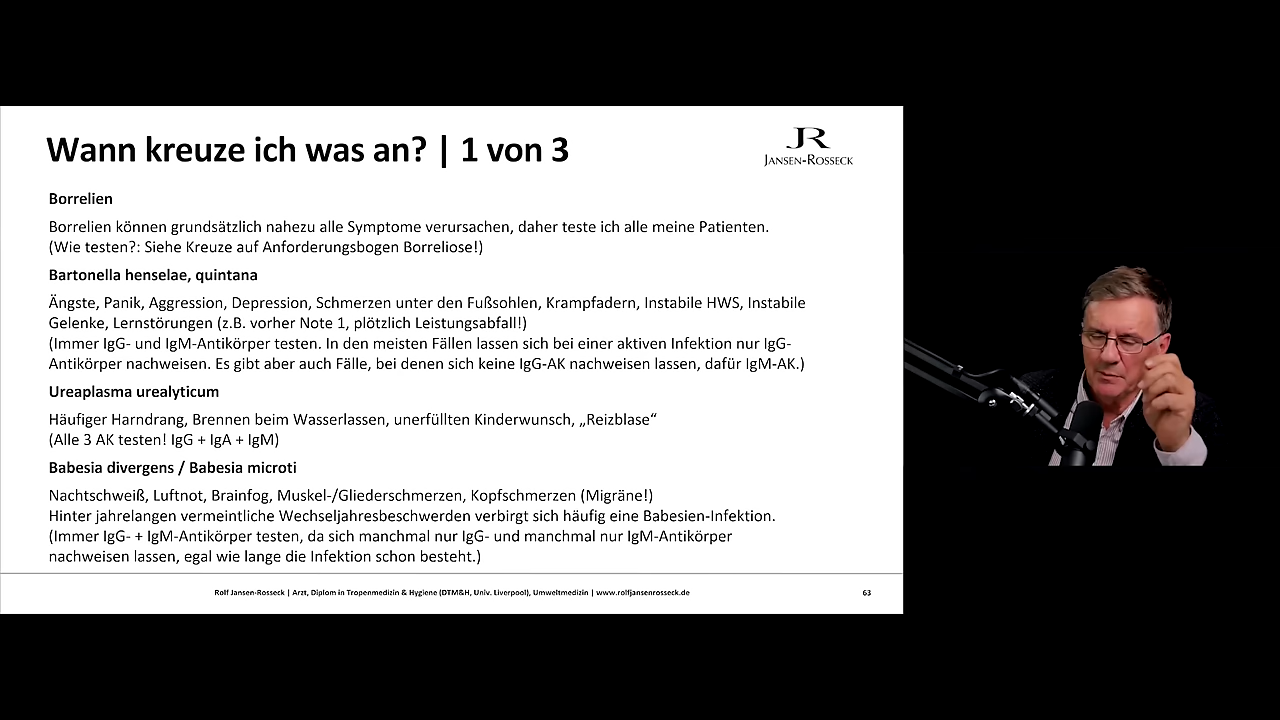 Wann kreuze ich was an? | 1 von 3
JR
JANSEN-ROSSECK
Borrelien
Borrelien können grundsätzlich nahezu alle Symptome verursachen, daher teste ich alle meine Patienten.
(Wie testen?: Siehe Kreuze auf Anforderungsbogen Borreliose!)
Bartonella henselae, quintana
Ängste, Panik, Aggression, Depression, Schmerzen unter den Fußsohlen, Krampfadern, Instabile HWS, Instabile
Gelenke, Lernstörungen (z.B. vorher Note 1, plötzlich Leistungsabfall!)
(Immer IgG- und IgM-Antikörper testen. In den meisten Fällen lassen sich bei einer aktiven Infektion nur IgG-
Antikörper nachweisen. Es gibt aber auch Fälle, bei denen sich keine IgG-AK nachweisen lassen, dafür IgM-AK.)
Ureaplasma urealyticum
Häufiger Harndrang, Brennen beim Wasserlassen, unerfüllten Kinderwunsch, „Reizblase“
(Alle 3 AK testen! IgG + IgA + IgM)
Babesia divergens / Babesia microti
Nachtschweiß, Luftnot, Brainfog, Muskel-/Gliederschmerzen, Kopfschmerzen (Migräne!)
Hinter jahrelangen vermeintliche Wechseljahresbeschwerden verbirgt sich häufig eine Babesien-Infektion.
(Immer IgG- + IgM-Antikörper testen, da sich manchmal nur IgG- und manchmal nur IgM-Antikörper
nachweisen lassen, egal wie lange die Infektion schon besteht.)
Rolf Jansen-Rosseck | Arzt, Diplom in Tropenmedizin & Hygiene (DTM&H, Univ. Liverpool), Umweltmedizin | www.rolfjansenrosseck.de
63